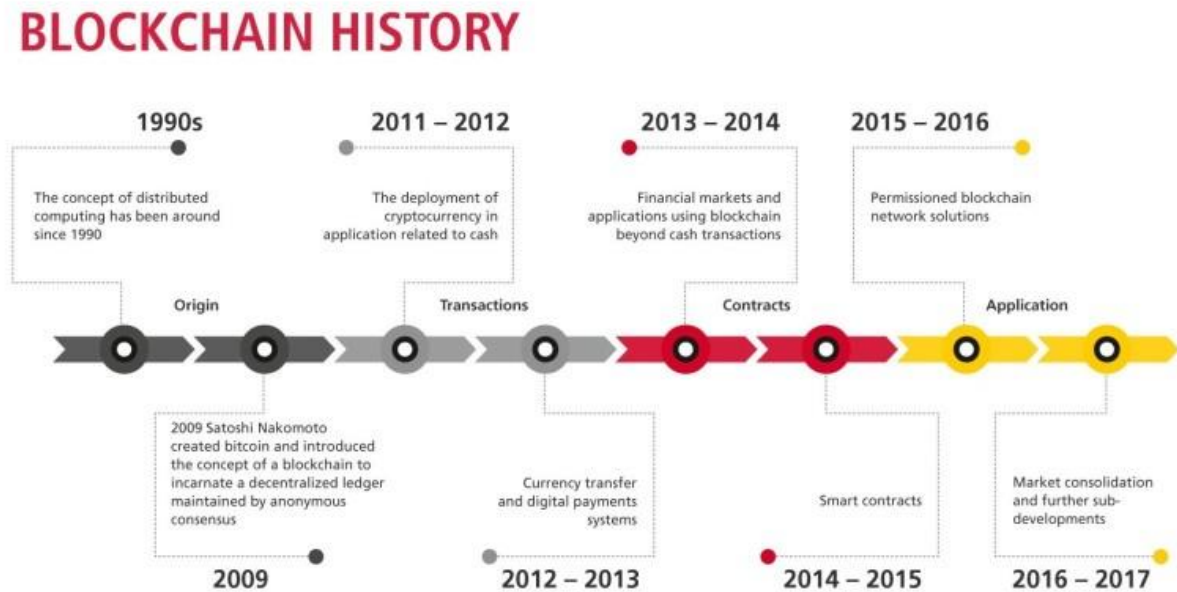 BLOCKCHAIN HISTORY
1990s
The concept of distributed
computing has been around
since 1990
2011 – 2012
The deployment of
cryptocurrency in
application related to cash
2013 – 2014
Financial markets and
applications using blockchain
beyond cash transactions
2015 – 2016
Permissioned blockchain
network solutions
Origin
Transactions
Contracts
Application
2009 Satoshi Nakomoto
created bitcoin and introduced
the concept of a blockchain to
incarnate a decentralized ledger
maintained by anonymous
consensus
2009
Currency transfer
and digital payments
systems
2012 – 2013
Smart contracts
2014 – 2015
Market consolidation
and further sub-
developments
2016 – 2017